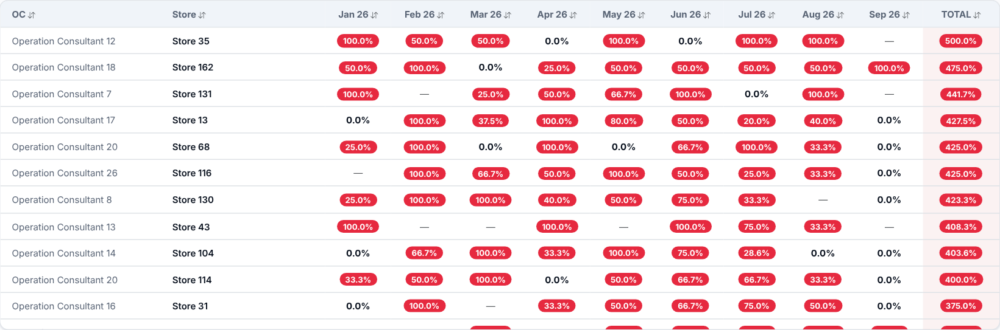 OC Store Jan 26 Feb 26 Mar 26 Apr 26 May 26 Jun 26 Jul 26 Aug 26 Sep 26 TOTAL
Operation Consultant 12 Store 35 100.0% 50.0% 50.0% 0.0% 100.0% 0.0% 100.0% 100.0% — 500.0%
Operation Consultant 18 Store 162 50.0% 100.0% 0.0% 25.0% 50.0% 50.0% 50.0% 50.0% 100.0% 475.0%
Operation Consultant 7 Store 131 100.0% — 25.0% 50.0% 66.7% 100.0% 0.0% 100.0% — 441.7%
Operation Consultant 17 Store 13 0.0% 100.0% 37.5% 100.0% 80.0% 50.0% 20.0% 40.0% 0.0% 427.5%
Operation Consultant 20 Store 68 25.0% 100.0% 0.0% 100.0% 0.0% 66.7% 100.0% 33.3% 0.0% 425.0%
Operation Consultant 26 Store 116 — 100.0% 66.7% 50.0% 100.0% 50.0% 25.0% 33.3% 0.0% 425.0%
Operation Consultant 8 Store 130 25.0% 100.0% 100.0% 40.0% 50.0% 75.0% 33.3% — 0.0% 423.3%
Operation Consultant 13 Store 43 100.0% — — 100.0% — 100.0% 75.0% 33.3% — 408.3%
Operation Consultant 14 Store 104 0.0% 66.7% 100.0% 33.3% 100.0% 75.0% 28.6% 0.0% 0.0% 403.6%
Operation Consultant 20 Store 114 33.3% 50.0% 100.0% 0.0% 50.0% 66.7% 66.7% 33.3% 0.0% 400.0%
Operation Consultant 16 Store 31 0.0% 100.0% — 33.3% 50.0% 66.7% 75.0% 50.0% 0.0% 375.0%